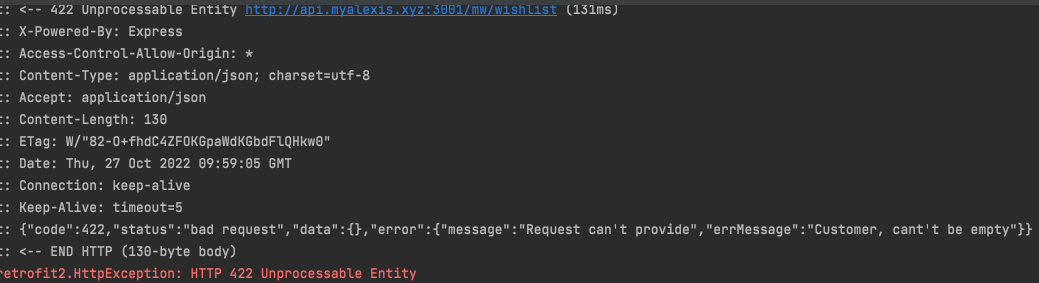 t: <-- 422 Unprocessable Entity http://api.myalexis.xyz:3001/mw/wishlist (131ms)
t: X-Powered-By: Express
t: Access-Control-Allow-Origin: *
t: Content-Type: application/json; charset=utf-8
t: Accept: application/json
t: Content-Length: 130
t: ETag: W/"82-O+fhdC4ZFOKGpaWdKGbdFlQHkw0"
t: Date: Thu, 27 Oct 2022 09:59:05 GMT
t: Connection: keep-alive
t: Keep-Alive: timeout=5
t: {"code":422,"status":"bad request","data":{},"error":{"message":"Request can't provide","errMessage":"Customer, cant't be empty"}}
t: <-- END HTTP (130-byte body)
retrofit2.HttpException: HTTP 422 Unprocessable Entity